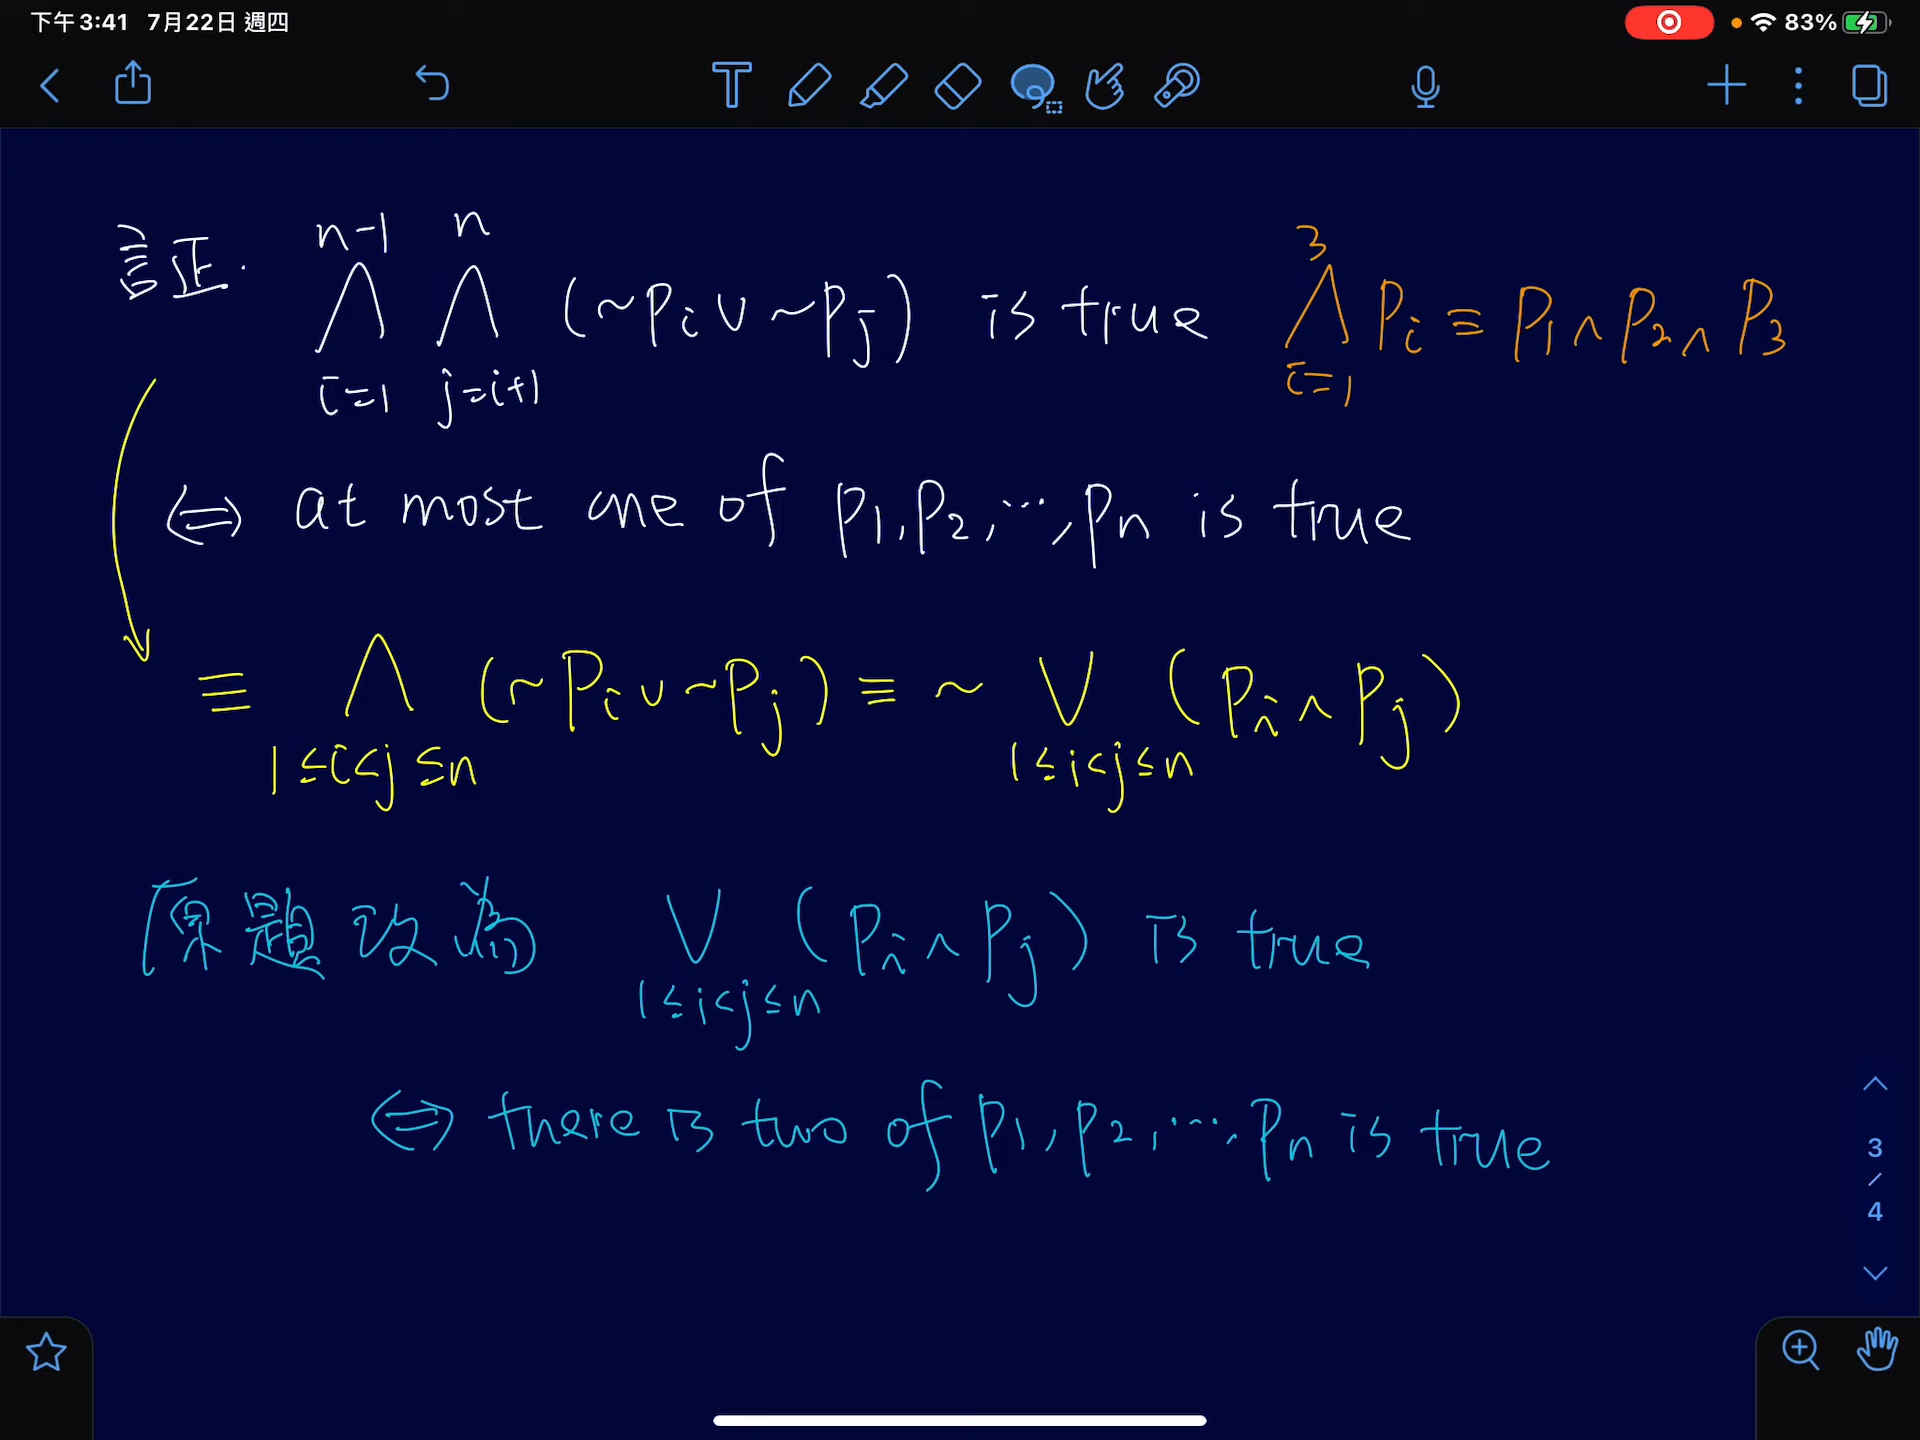 下午3:41 7月22日 週四
83%
T
證. n-1 n
⋀ ⋀ (~pᵢ ∨ ~pⱼ) is true
i=1 j=i+1
3
⋀ Pᵢ ≡ P₁ ∧ P₂ ∧ P₃
i=1
⟺ at most one of p₁, p₂, ⋯, pₙ is true
≡ ⋀ (~Pᵢ ∨ ~Pⱼ) ≡ ~ ⋁ (Pᵢ ∧ Pⱼ)
1≤i<j≤n 1≤i<j≤n
原題改為 ⋁ (Pᵢ ∧ Pⱼ) is true
1≤i<j≤n
⟺ there is two of P₁, P₂, ⋯, Pₙ is true
3
/
4